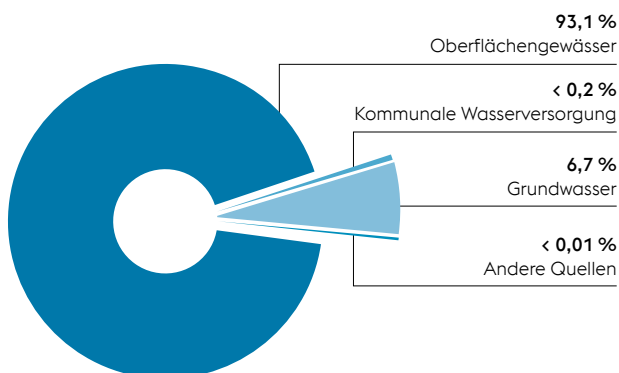 93,1 %
Oberflächengewässer
< 0,2 %
Kommunale Wasserversorgung
6,7 %
Grundwasser
< 0,01 %
Andere Quellen